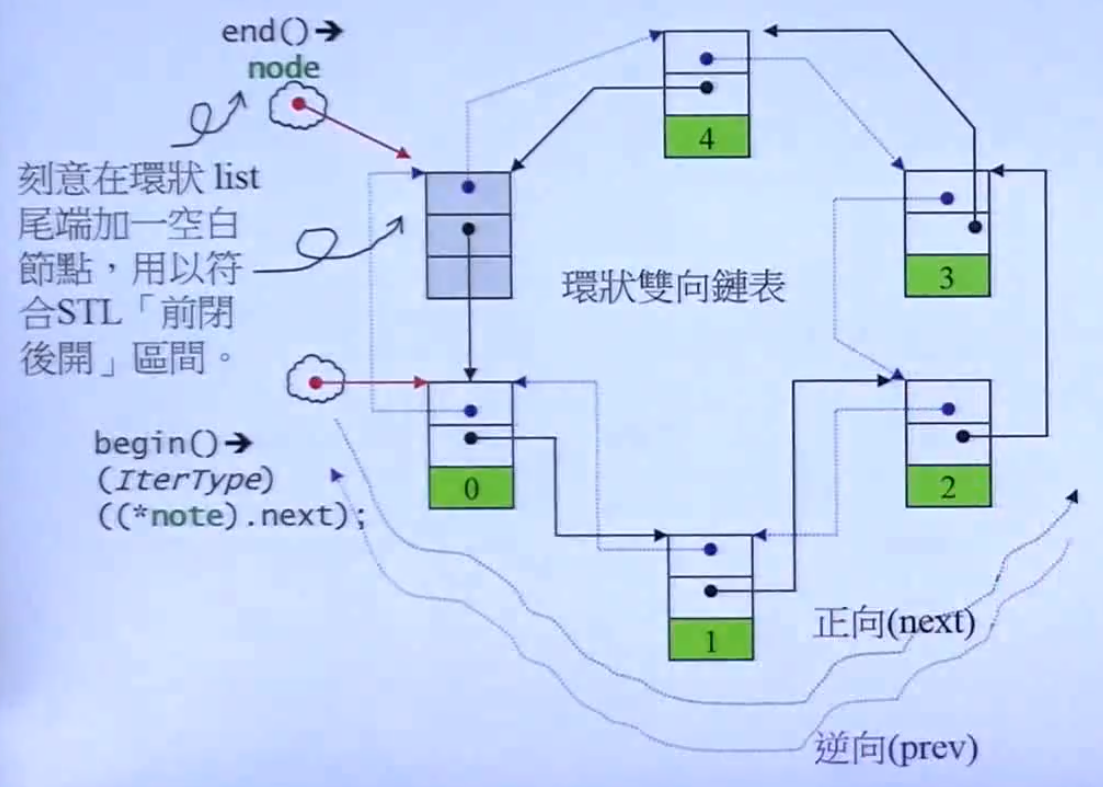 end()➔
node
刻意在環狀 list
尾端加一空白
節點，用以符
合STL「前閉
後開」區間。
環狀雙向鏈表
begin()➔
(IterType)
((*note).next);
4
3
2
1
0
正向(next)
逆向(prev)